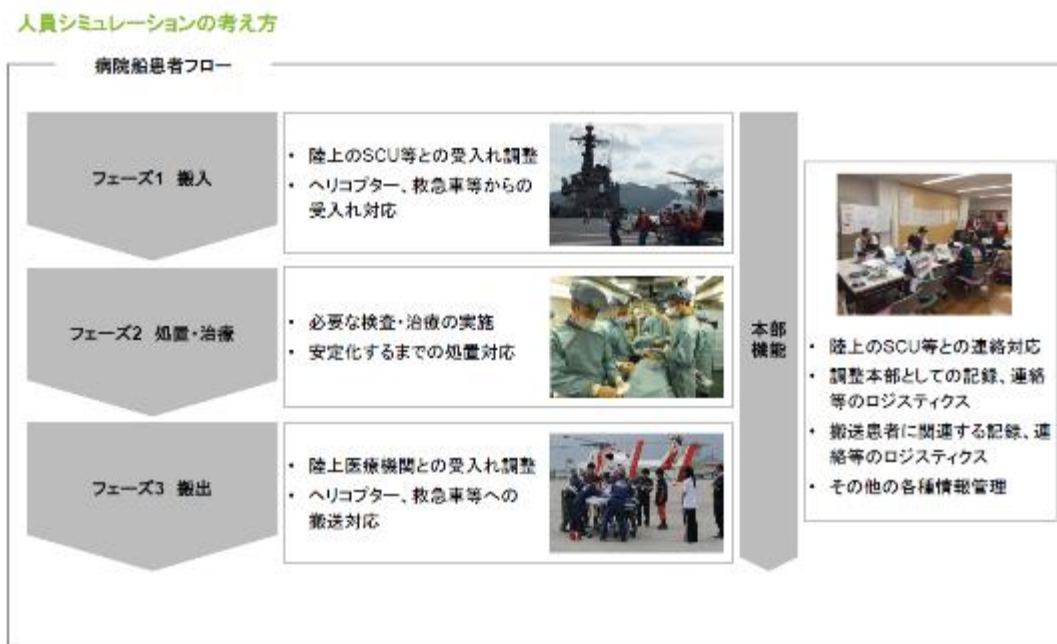 人員シミュレーションの考え方
病院船患者フロー
フェーズ1 搬入
• 陸上のSCU等との受入れ調整
• ヘリコプター、救急車等からの
受入れ対応
フェーズ2 処置・治療
• 必要な検査・治療の実施
• 安定化するまでの処置対応
フェーズ3 搬出
• 陸上医療機関との受入れ調整
• ヘリコプター、救急車等への
搬送対応
本部
機能
• 陸上のSCU等との連絡対応
• 調整本部としての記録、連絡
等のロジスティクス
• 搬送患者に関連する記録、連
絡等のロジスティクス
• その他の各種情報管理